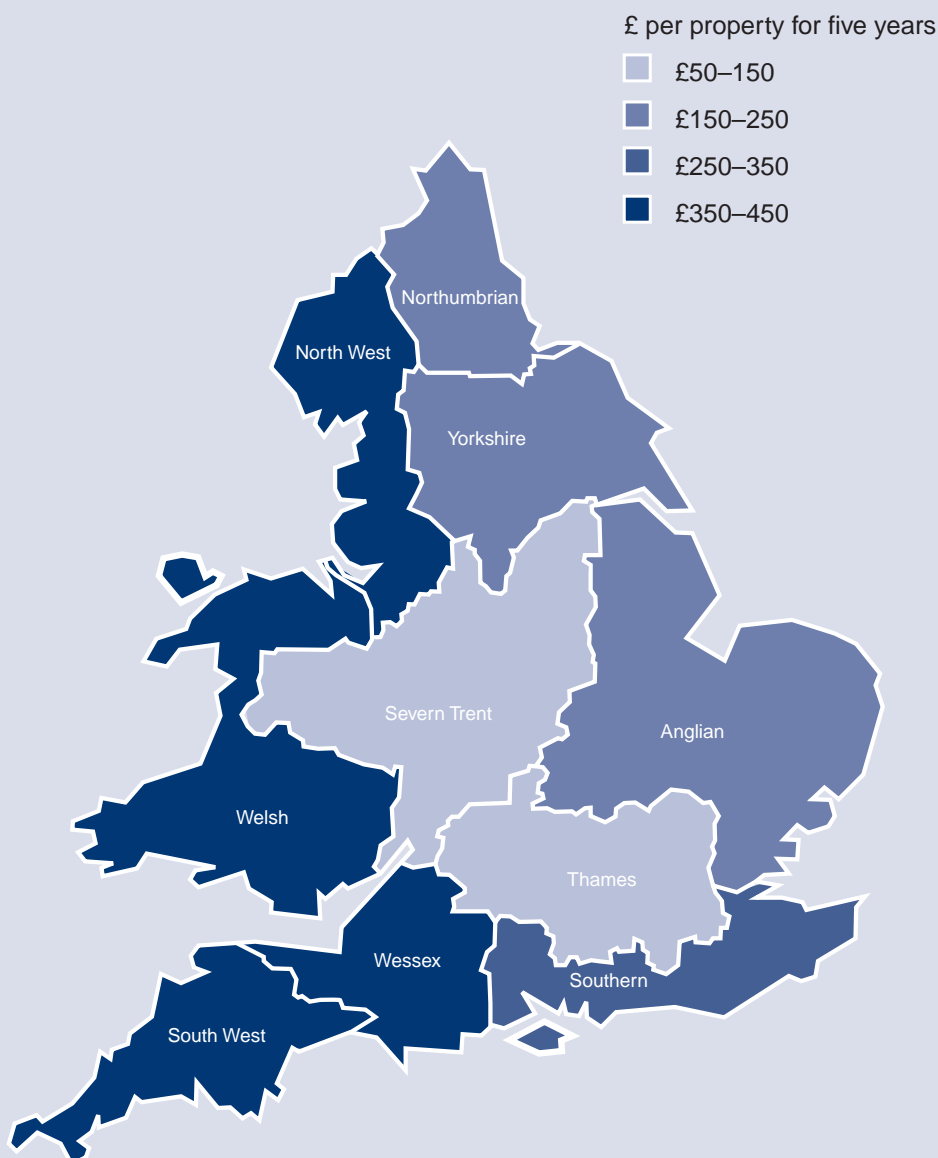 £ per property for five years
£50–150
£150–250
£250–350
£350–450
Northumbrian
North West
Yorkshire
Severn Trent
Anglian
Welsh
Thames
Wessex
Southern
South West